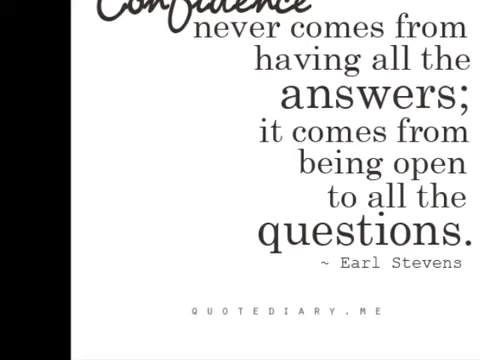 Confidence
never comes from
having all the
answers;
it comes from
being open
to all the
questions.
~ Earl Stevens
QUOTEDIARY.ME